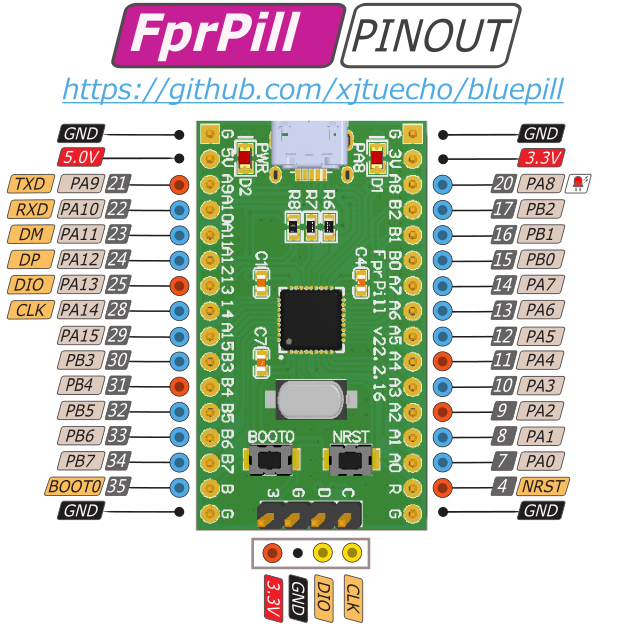 FprPill PINOUT
https://github.com/xjtuecho/bluepill
GND G G GND
5.0V 5V PWR PA8 3V 3.3V
TXD PA9 21 A9 D2 D1 A8 20 PA8
RXD PA10 22 A10 R8 R7 R6 B2 17 PB2
DM PA11 23 A11 B1 16 PB1
DP PA12 24 A12 C1 C4 B0 15 PB0
DIO PA13 25 13 A7 14 PA7
CLK PA14 28 14 A6 13 PA6
PA15 29 A15 C7 A5 12 PA5
PB3 30 B3 A4 11 PA4
PB4 31 B4 A3 10 PA3
PB5 32 B5 A2 9 PA2
PB6 33 B6 BOOT0 NRST A1 8 PA1
PB7 34 B7 A0 7 PA0
BOOT0 35 B R 4 NRST
GND G 3 G D C G GND
FprPill v22.2.16
3.3V GND DIO CLK